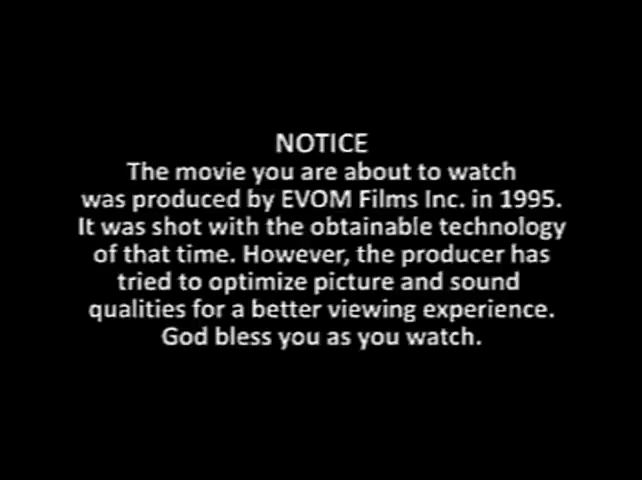 NOTICE
The movie you are about to watch
was produced by EVOM Films Inc. in 1995.
It was shot with the obtainable technology
of that time. However, the producer has
tried to optimize picture and sound
qualities for a better viewing experience.
God bless you as you watch.